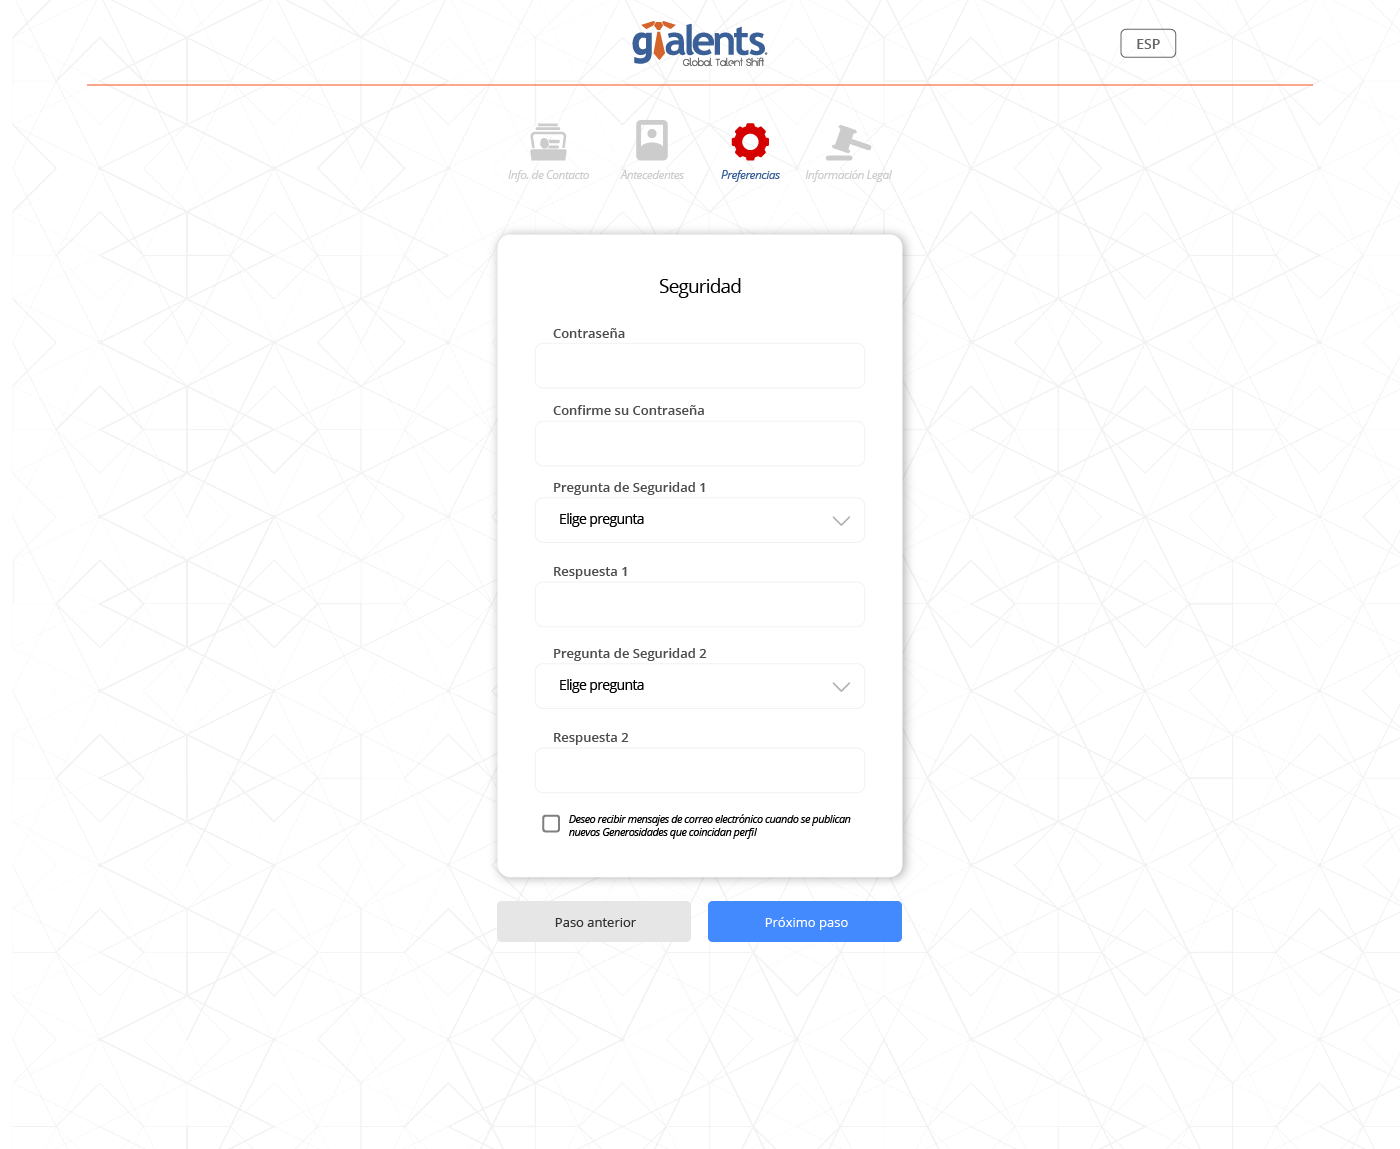 gtalents
Global Talent Shift
ESP
Info. de Contacto
Antecedentes
Preferencias
Información Legal
Seguridad
Contraseña
Confirme su Contraseña
Pregunta de Seguridad 1
Elige pregunta
Respuesta 1
Pregunta de Seguridad 2
Elige pregunta
Respuesta 2
Deseo recibir mensajes de correo electrónico cuando se publican
nuevos Generosidades que coincidan perfil
Paso anterior
Próximo paso